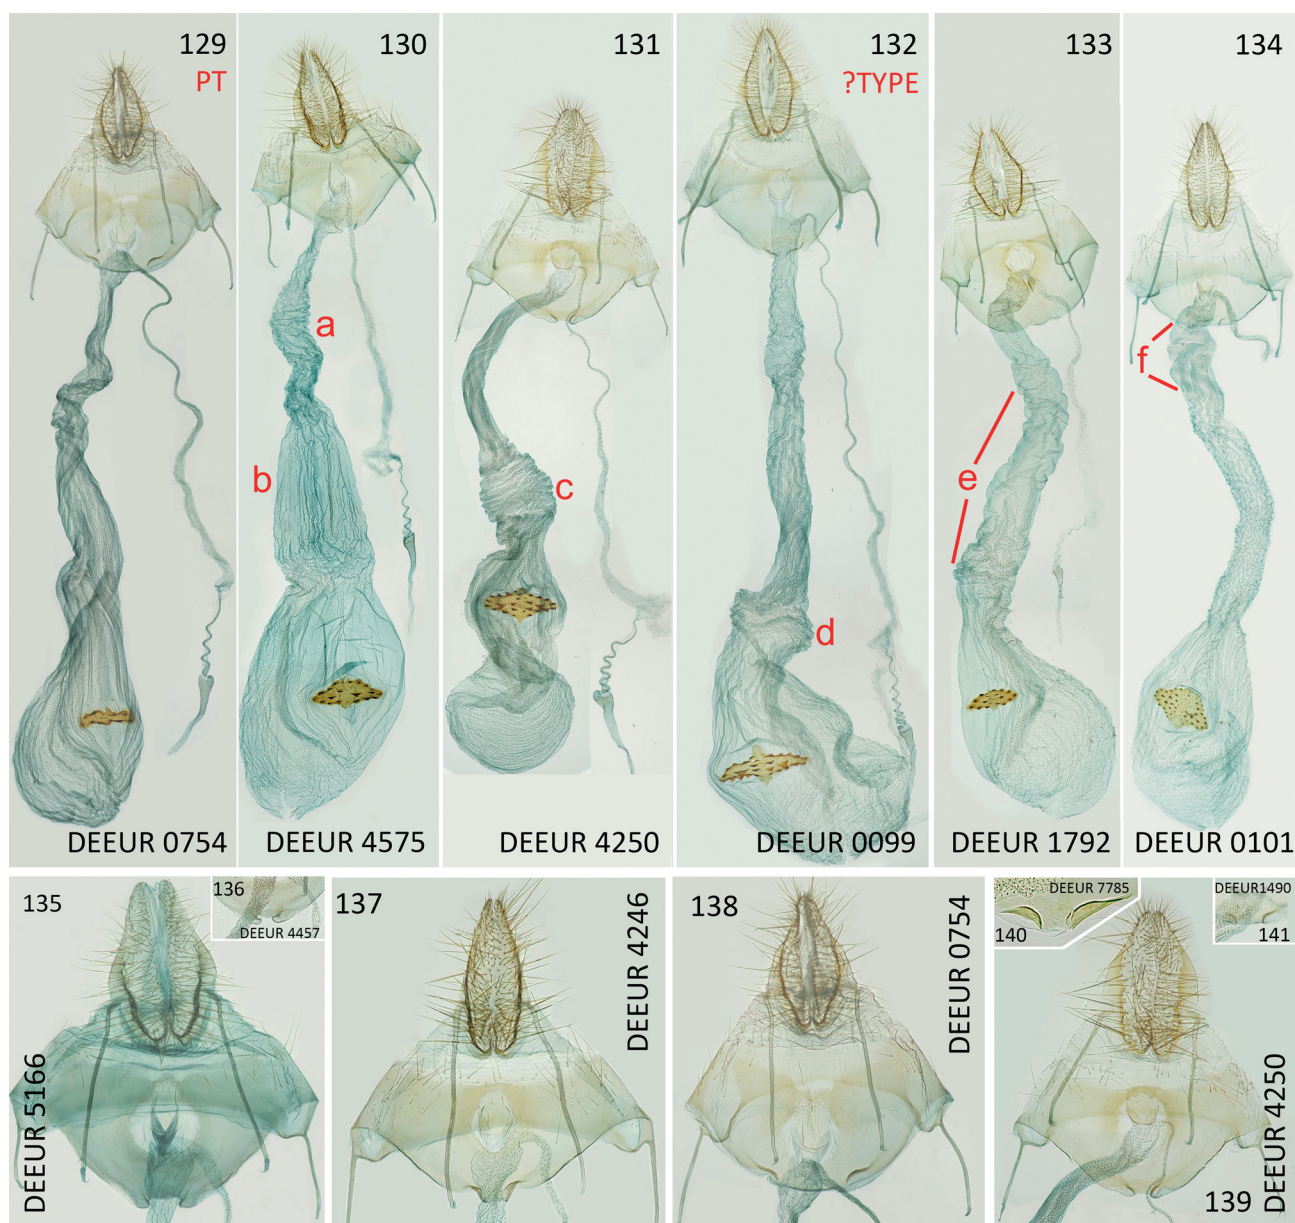 129
PT
130
131
132
?TYPE
133
134
a
b
c
d
e
f
DEEUR 0754
DEEUR 4575
DEEUR 4250
DEEUR 0099
DEEUR 1792
DEEUR 0101
135
136
DEEUR 4457
DEEUR 5166
137
DEEUR 4246
138
DEEUR 0754
DEEUR 7785
140
DEEUR1490
141
139
DEEUR 4250